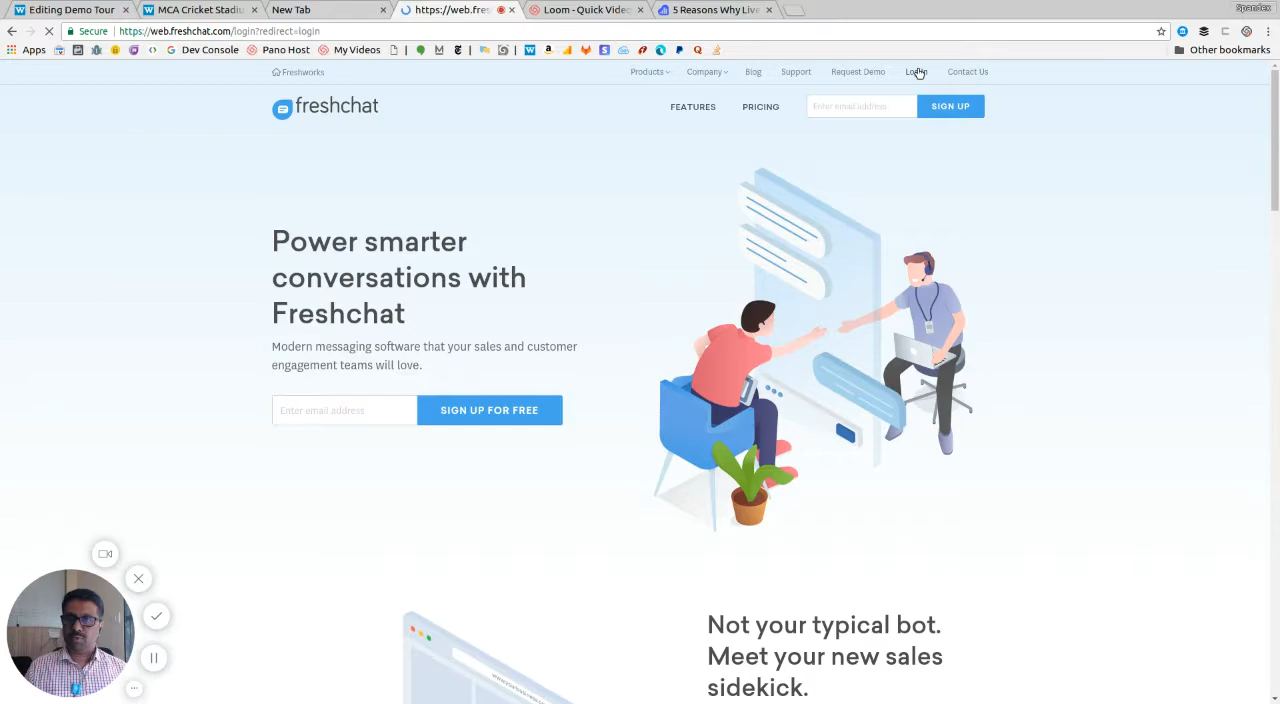 Spandex
Editing Demo Tour
MCA Cricket Stadiu
New Tab
https://web.fres
Loom - Quick Vide
5 Reasons Why Live
Secure
https://web.freshchat.com/login?redirect=login
Apps
Dev Console
Pano Host
My Videos
Other bookmarks
Freshworks
Products
Company
Blog
Support
Request Demo
Login
Contact Us
freshchat
FEATURES
PRICING
Enter email address
SIGN UP
Power smarter
conversations with
Freshchat
Modern messaging software that your sales and customer
engagement teams will love.
Enter email address
SIGN UP FOR FREE
Not your typical bot.
Meet your new sales
sidekick.